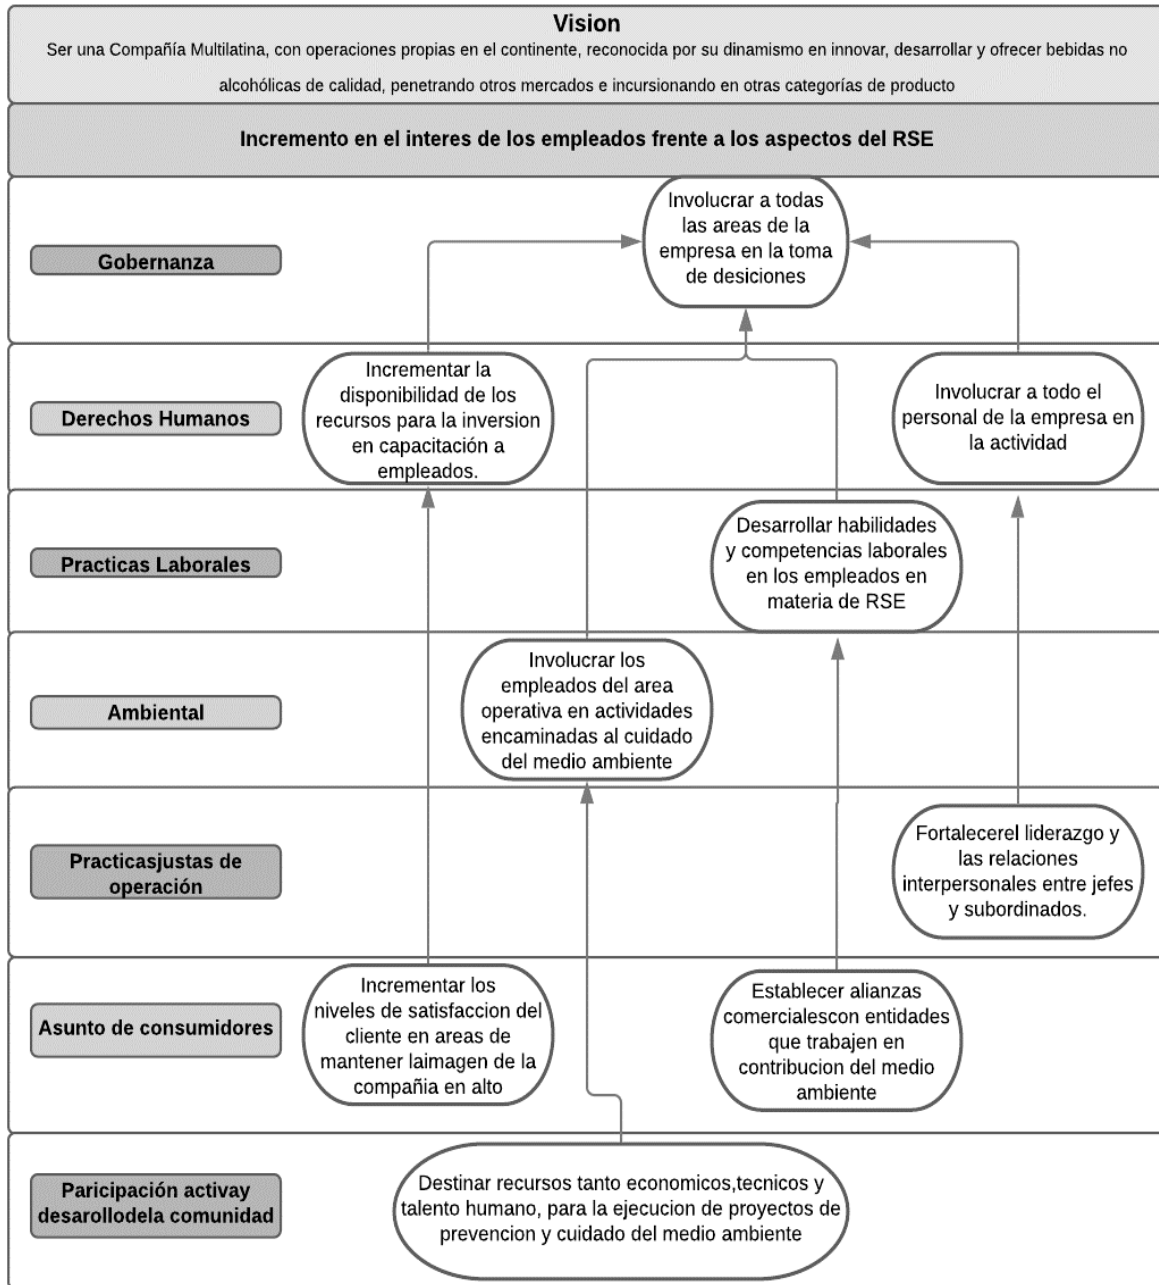 Vision
Ser una Compañía Multilatina, con operaciones propias en el continente, reconocida por su dinamismo en innovar, desarrollar y ofrecer bebidas no
alcohólicas de calidad, penetrando otros mercados e incursionando en otras categorías de producto
Incremento en el interes de los empleados frente a los aspectos del RSE
Gobernanza
Involucrar a todas
las areas de la
empresa en la toma
de desiciones
Derechos Humanos
Incrementar la
disponibilidad de los
recursos para la inversion
en capacitación a
empleados.
Involucrar a todo el
personal de la empresa en
la actividad
Practicas Laborales
Desarrollar habilidades
y competencias laborales
en los empleados en
materia de RSE
Ambiental
Involucrar los
empleados del area
operativa en actividades
encaminadas al cuidado
del medio ambiente
Practicasjustas de
operación
Fortalecerel liderazgo y
las relaciones
interpersonales entre jefes
y subordinados.
Asunto de consumidores
Incrementar los
niveles de satisfaccion del
cliente en areas de
mantener laimagen de la
compañia en alto
Establecer alianzas
comercialescon entidades
que trabajen en
contribucion del medio
ambiente
Paricipación activay
desarollodela comunidad
Destinar recursos tanto economicos,tecnicos y
talento humano, para la ejecucion de proyectos de
prevencion y cuidado del medio ambiente